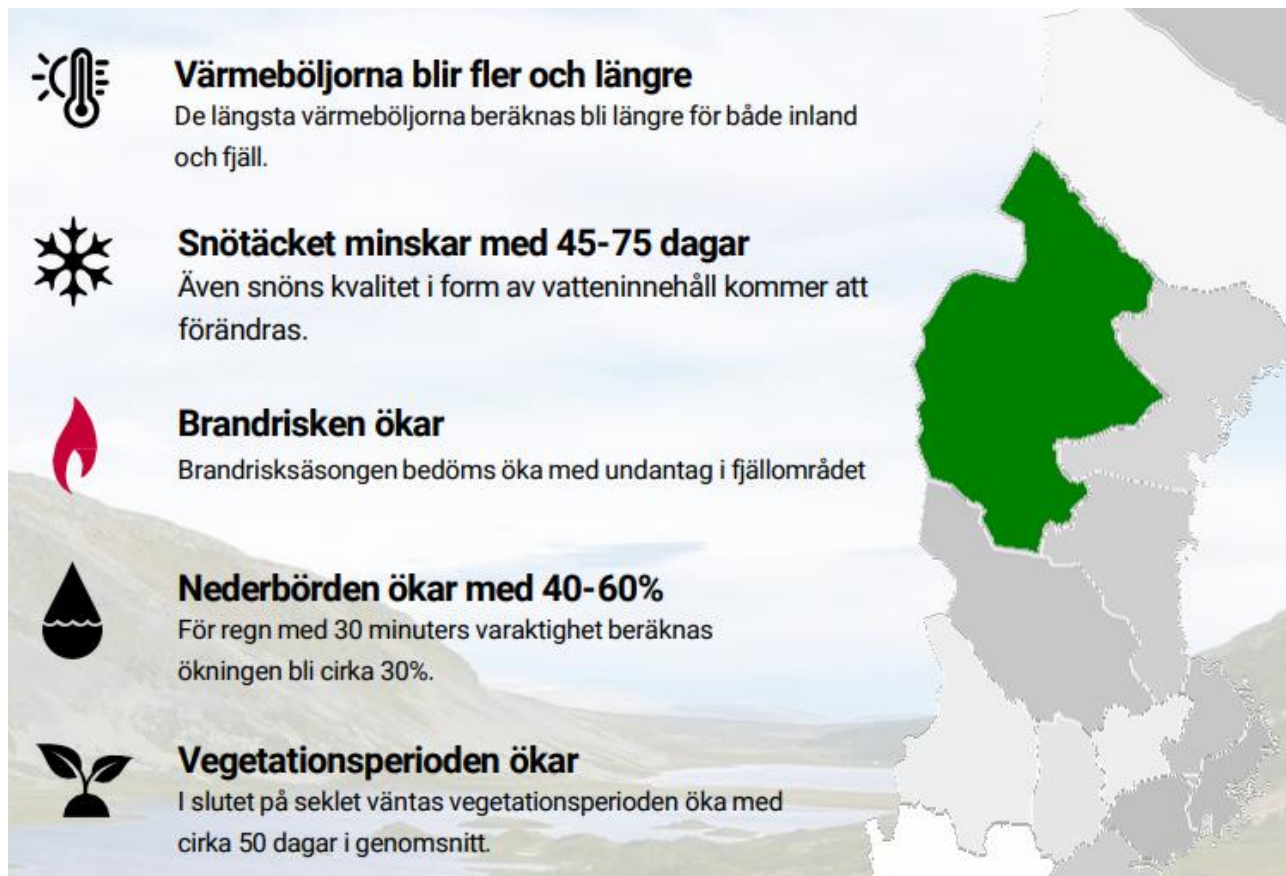 Värmeböljorna blir fler och längre
De längsta värmeböljorna beräknas bli längre för både inland
och fjäll.
Snötäcket minskar med 45-75 dagar
Även snöns kvalitet i form av vatteninnehåll kommer att
förändras.
Brandrisken ökar
Brandrisksäsongen bedöms öka med undantag i fjällområdet
Nederbörden ökar med 40-60%
För regn med 30 minuters varaktighet beräknas
ökningen bli cirka 30%.
Vegetationsperioden ökar
I slutet på seklet väntas vegetationsperioden öka med
cirka 50 dagar i genomsnitt.